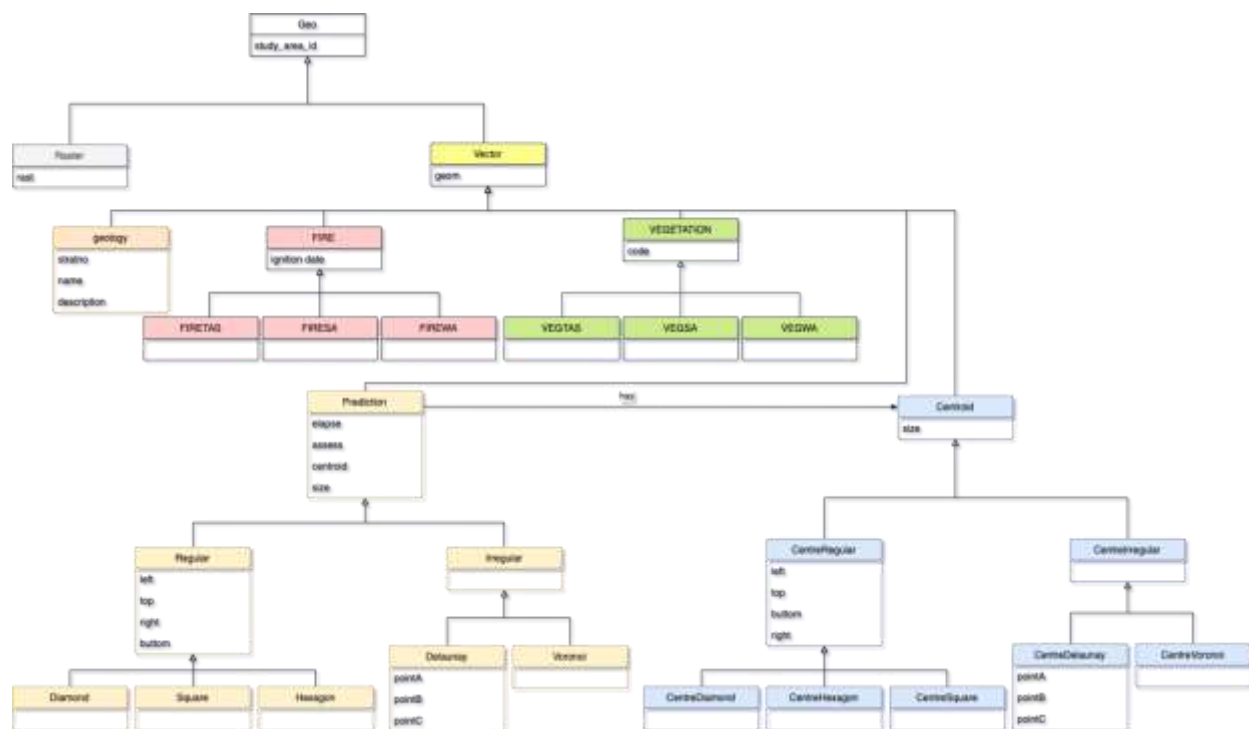 Geo
study_area_id
Raster
rast
Vector
geom
geology
stratno
name
description
FIRE
ignition date
VEGETATION
code
FIRETAS
FIRESA
FIREWA
VEGTAS
VEGSA
VEGWA
Prediction
elapse
assess
centroid
size
has
Centroid
size
Regular
left
top
right
buttom
Irregular
CentreRegular
left
top
buttom
right
CentreIrregular
Diamond
Square
Hexagon
Delaunay
pointA
pointB
pointC
Voronoi
CentreDiamond
CentreHexagon
CentreSquare
CentreDelaunay
pointA
pointB
pointC
CentreVoronoi